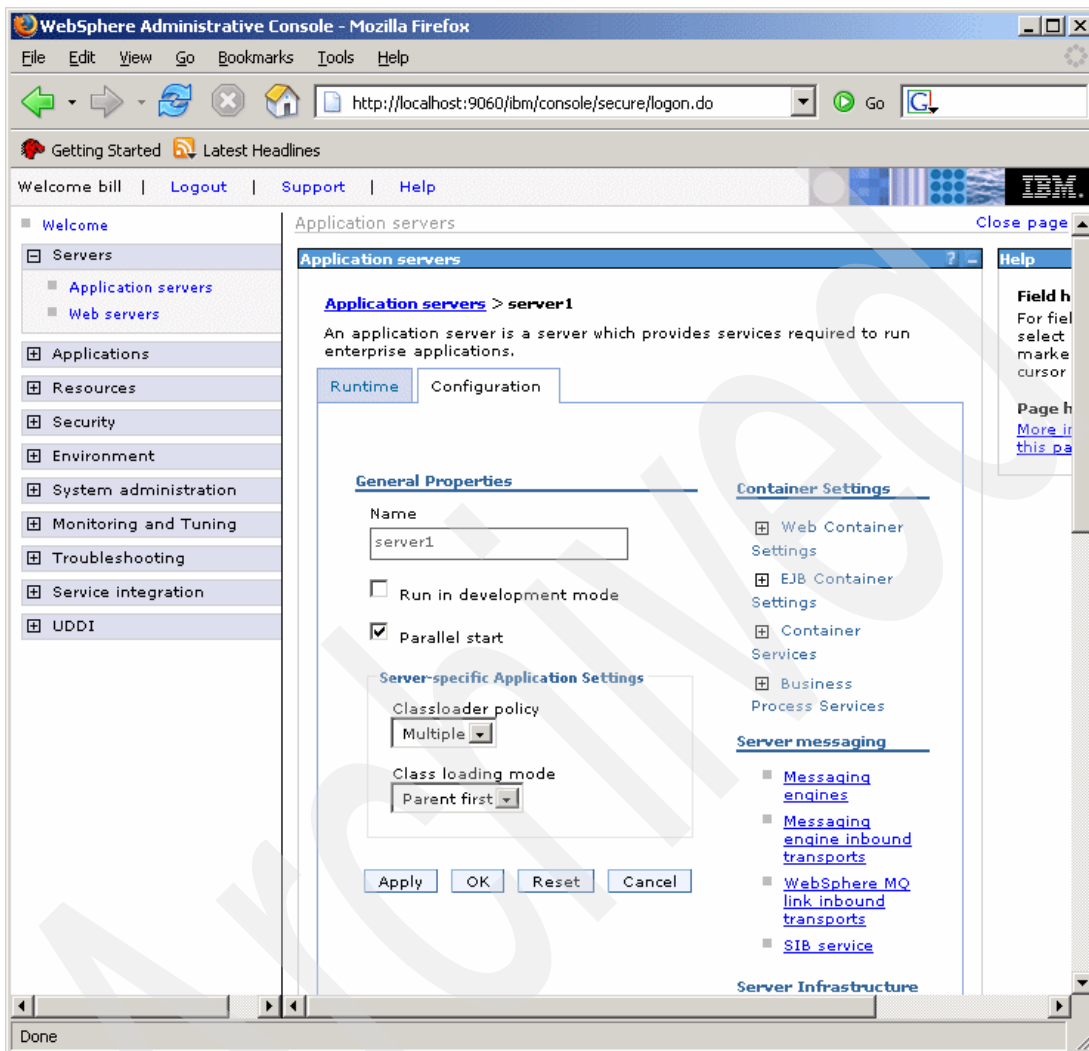 WebSphere Administrative Console - Mozilla Firefox
File Edit View Go Bookmarks Tools Help
http://localhost:9060/ibm/console/secure/logon.do Go G
Getting Started Latest Headlines
Welcome bill | Logout | Support | Help IBM.
Welcome
Servers
Application servers
Web servers
Applications
Resources
Security
Environment
System administration
Monitoring and Tuning
Troubleshooting
Service integration
UDDI
Application servers Close page
Application servers ? –
Application servers > server1
An application server is a server which provides services required to run
enterprise applications.
Runtime Configuration
General Properties
Name
server1
Run in development mode
Parallel start
Server-specific Application Settings
Classloader policy
Multiple
Class loading mode
Parent first
Apply OK Reset Cancel
Container Settings
Web Container
Settings
EJB Container
Settings
Container
Services
Business
Process Services
Server messaging
Messaging
engines
Messaging
engine inbound
transports
WebSphere MQ
link inbound
transports
SIB service
Server Infrastructure
Help
Field h
For fiel
select
marke
cursor
Page h
More in
this pa
Done
Archived